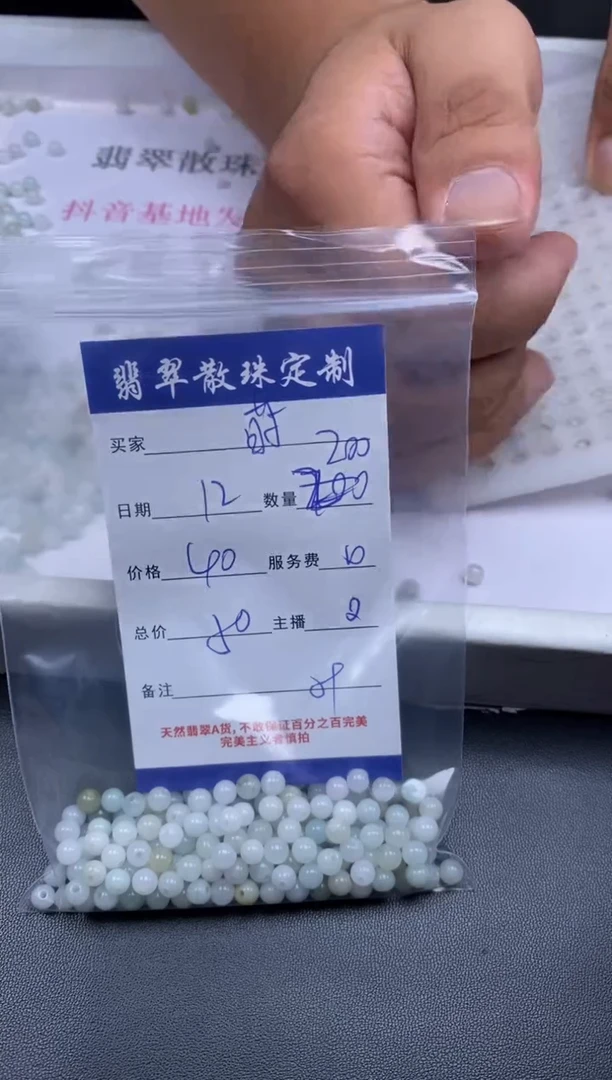 翡翠散珠
抖音基地发
翡翠散珠定制
买家
200
日期 12 数量
价格 40 服务费
总价 80 主播 2
备注
天然翡翠A货,不敢保证百分之百完美
完美主义者慎拍